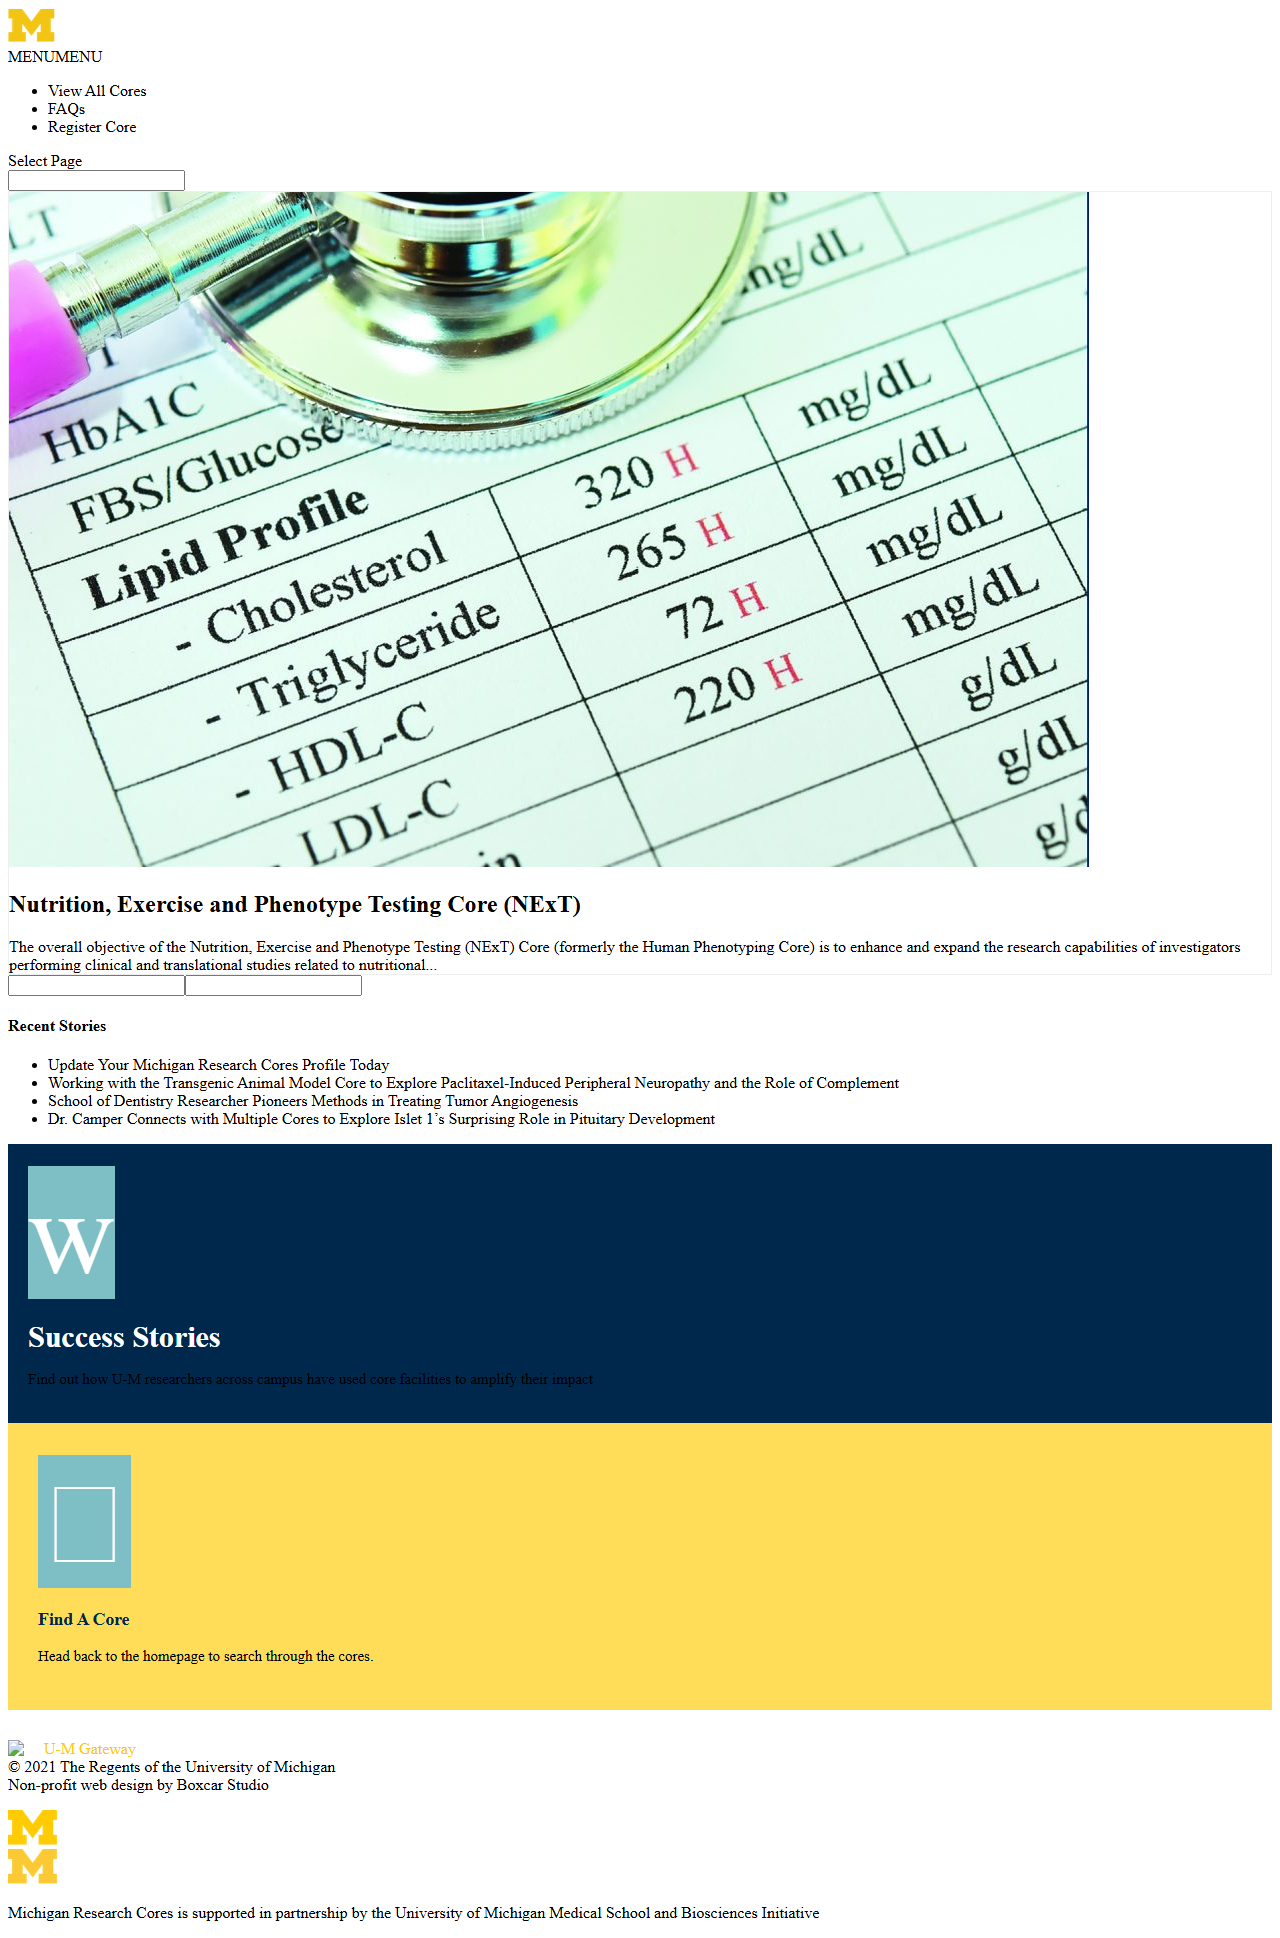 M
MENUMENU
View All Cores
FAQs
Register Core
Select Page
LT
mg/dL
HbA1C
mg/dL
FBS/Glucose
320 H
mg/dL
Lipid Profile
265 H
mg/dL
- Cholesterol
72 H
mg/dL
- Triglyceride
220 H
g/dL
- HDL-C
g/dL
- LDL-C
Nutrition, Exercise and Phenotype Testing Core (NExT)
The overall objective of the Nutrition, Exercise and Phenotype Testing (NExT) Core (formerly the Human Phenotyping Core) is to enhance and expand the research capabilities of investigators
performing clinical and translational studies related to nutritional...
Recent Stories
Update Your Michigan Research Cores Profile Today
Working with the Transgenic Animal Model Core to Explore Paclitaxel-Induced Peripheral Neuropathy and the Role of Complement
School of Dentistry Researcher Pioneers Methods in Treating Tumor Angiogenesis
Dr. Camper Connects with Multiple Cores to Explore Islet 1’s Surprising Role in Pituitary Development
W
Success Stories
Find out how U-M researchers across campus have used core facilities to amplify their impact
Find A Core
Head back to the homepage to search through the cores.
U-M Gateway
© 2021 The Regents of the University of Michigan
Non-profit web design by Boxcar Studio
M
M
Michigan Research Cores is supported in partnership by the University of Michigan Medical School and Biosciences Initiative